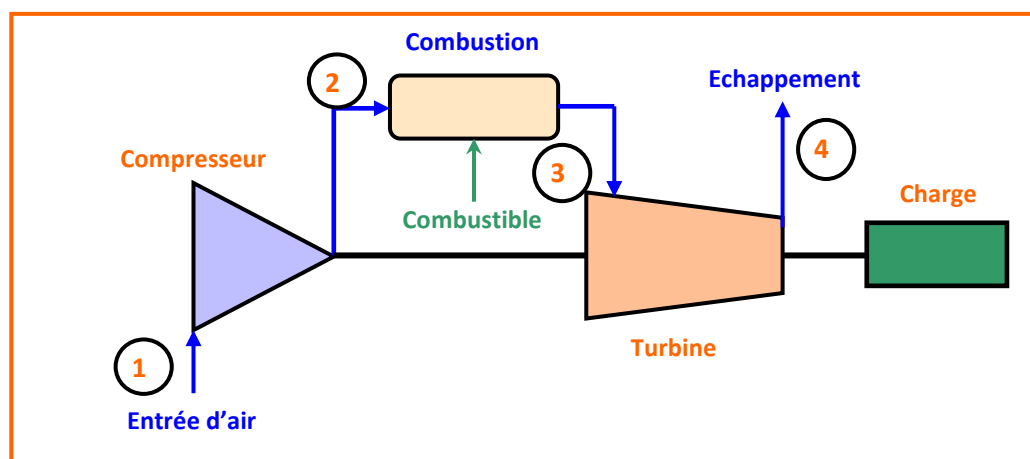 Combustion
2
Echappement
Compresseur
4
3
Charge
Combustible
1
Turbine
Entrée d'air